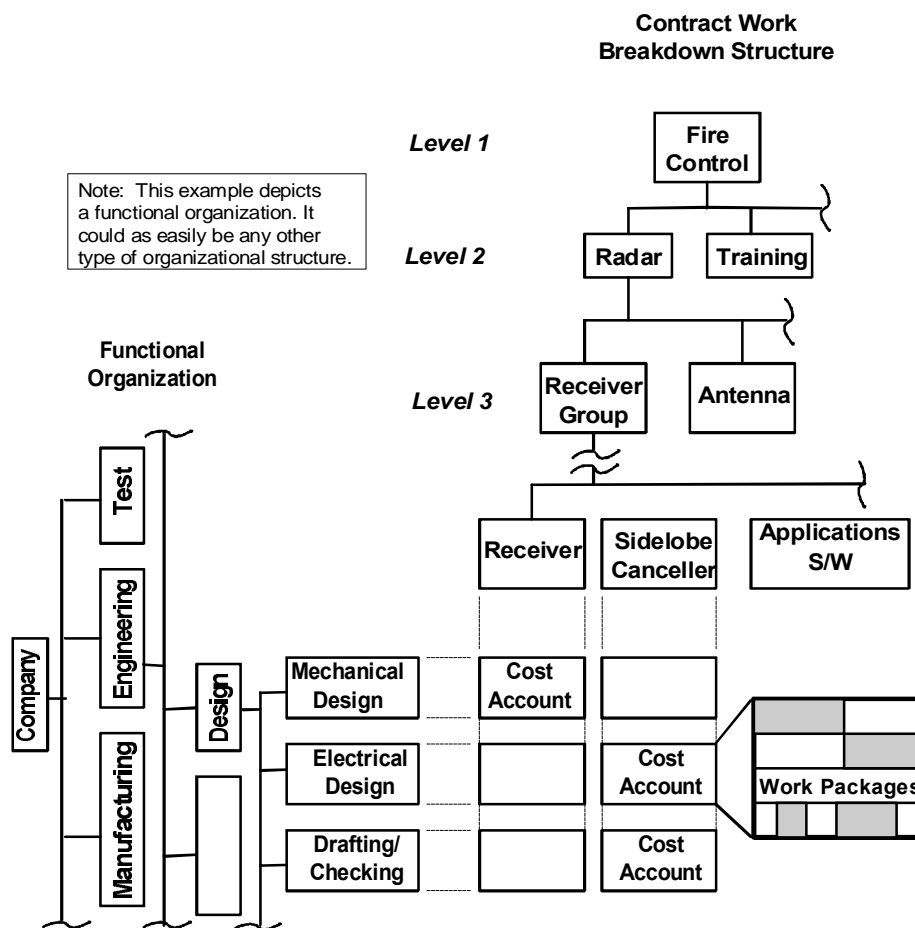 Contract Work
Breakdown Structure
Level 1
Fire
Control
Note:  This example depicts
a functional organization. It
could as easily be any other
type of organizational structure.
Level 2
Radar
Training
Functional
Organization
Level 3
Receiver
Group
Antenna
Test
Receiver
Sidelobe
Canceller
Applications
S/W
Engineering
Company
Design
Mechanical
Design
Cost
Account
Electrical
Design
Cost
Account
Work Packages
Manufacturing
Drafting/
Checking
Cost
Account